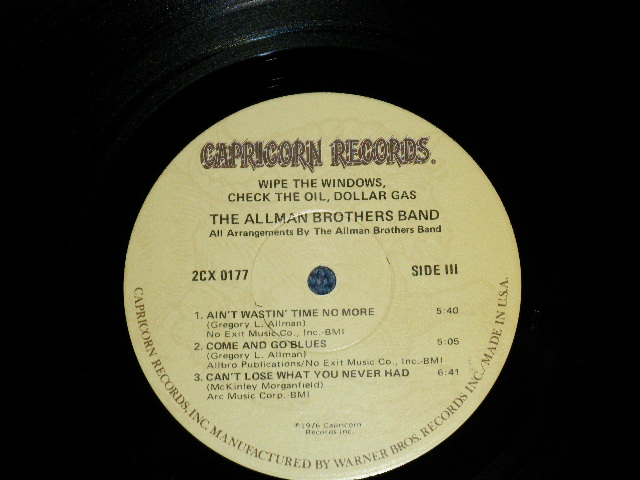 CAPRICORN RECORDS.
WIPE THE WINDOWS,
CHECK THE OIL, DOLLAR GAS
THE ALLMAN BROTHERS BAND
All Arrangements By The Allman Brothers Band
2CX 0177
SIDE III
1. AIN'T WASTIN' TIME NO MORE 5:40
(Gregory L. Allman)
No Exit Music Co., Inc.-BMI
2. COME AND GO BLUES 5:05
(Gregory L. Allman)
Allbro Publications/No Exit Music Co., Inc.-BMI
3. CAN'T LOSE WHAT YOU NEVER HAD 6:41
(McKinley Morganfield)
Arc Music Corp.-BMI
℗1976 Capricorn
Records Inc.
CAPRICORN RECORDS, INC. MANUFACTURED BY WARNER BROS. RECORDS INC./MADE IN U.S.A.